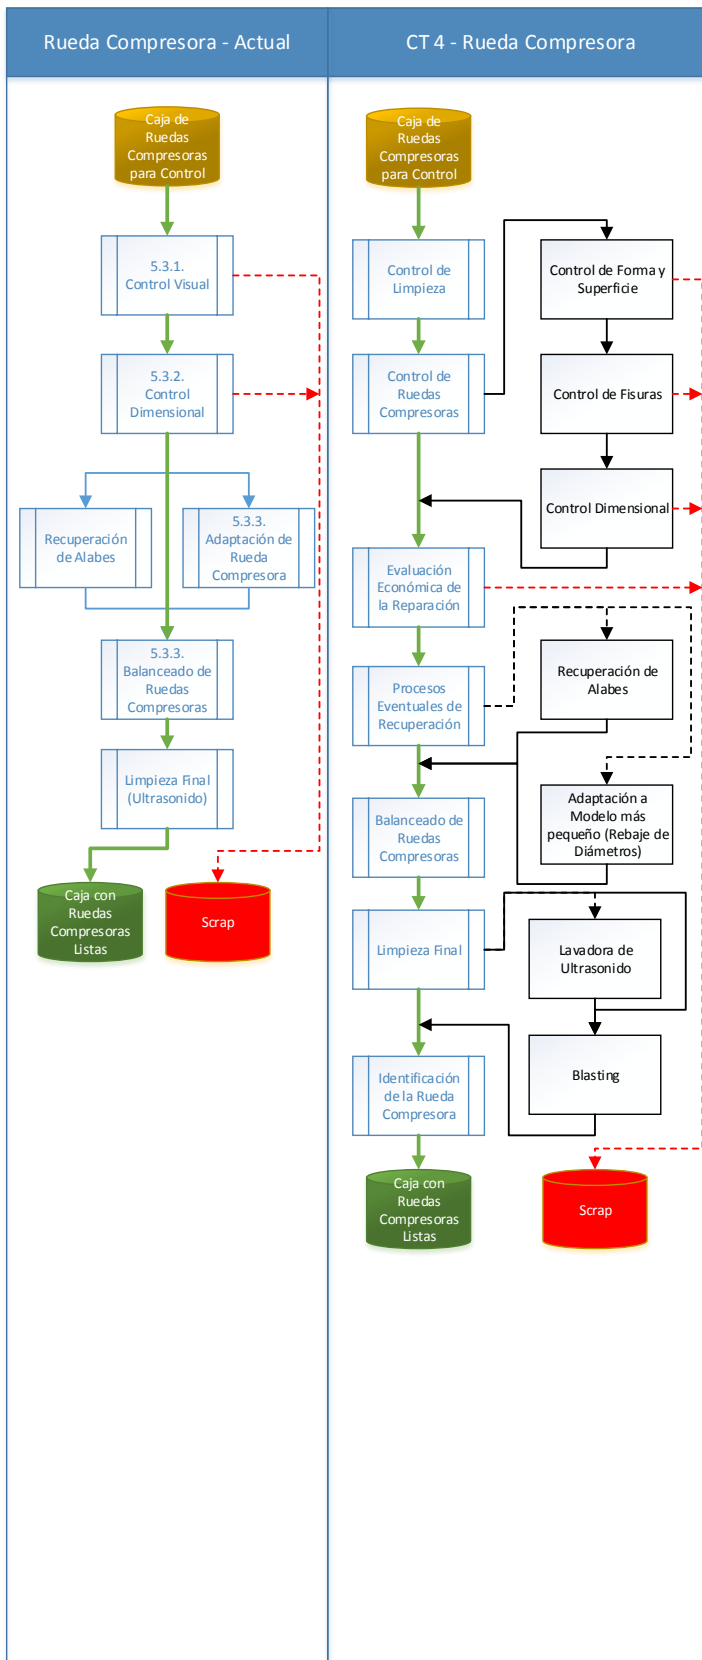 Rueda Compresora - Actual
Caja de
Ruedas
Compresoras
para Control
5.3.1.
Control Visual
5.3.2.
Control
Dimensional
Recuperación
de Alabes
5.3.3.
Adaptación de
Rueda
Compresora
5.3.3.
Balanceado de
Ruedas
Compresoras
Limpieza Final
(Ultrasonido)
Caja con
Ruedas
Compresoras
Listas
Scrap
CT 4 - Rueda Compresora
Caja de
Ruedas
Compresoras
para Control
Control de
Limpieza
Control de
Ruedas
Compresoras
Control de Forma y
Superficie
Control de Fisuras
Control Dimensional
Evaluación
Económica de
la Reparación
Procesos
Eventuales de
Recuperación
Recuperación de
Alabes
Adaptación a
Modelo más
pequeño (Rebaje de
Diámetros)
Balanceado de
Ruedas
Compresoras
Limpieza Final
Lavadora de
Ultrasonido
Blasting
Identificación
de la Rueda
Compresora
Caja con
Ruedas
Compresoras
Listas
Scrap